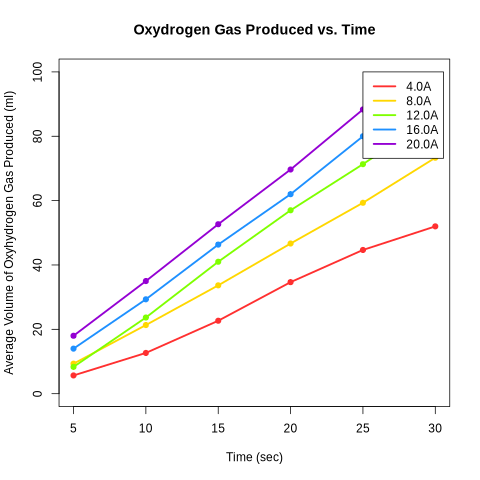 Oxydrogen Gas Produced vs. Time
Average Volume of Oxyhydrogen Gas Produced (ml)
100
80
60
40
20
0
4.0A
8.0A
12.0A
16.0A
20.0A
5 10 15 20 25 30
Time (sec)